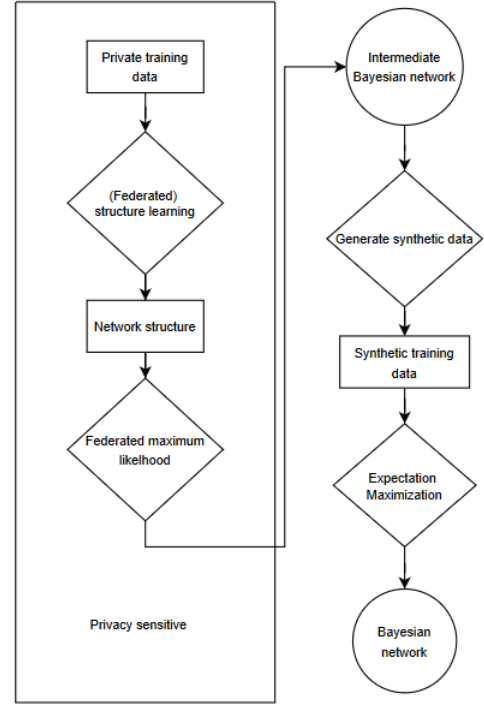 Private training
data
(Federated)
structure learning
Network structure
Federated maximum
likelhood
Privacy sensitive
Intermediate
Bayesian network
Generate synthetic data
Synthetic training
data
Expectation
Maximization
Bayesian
network